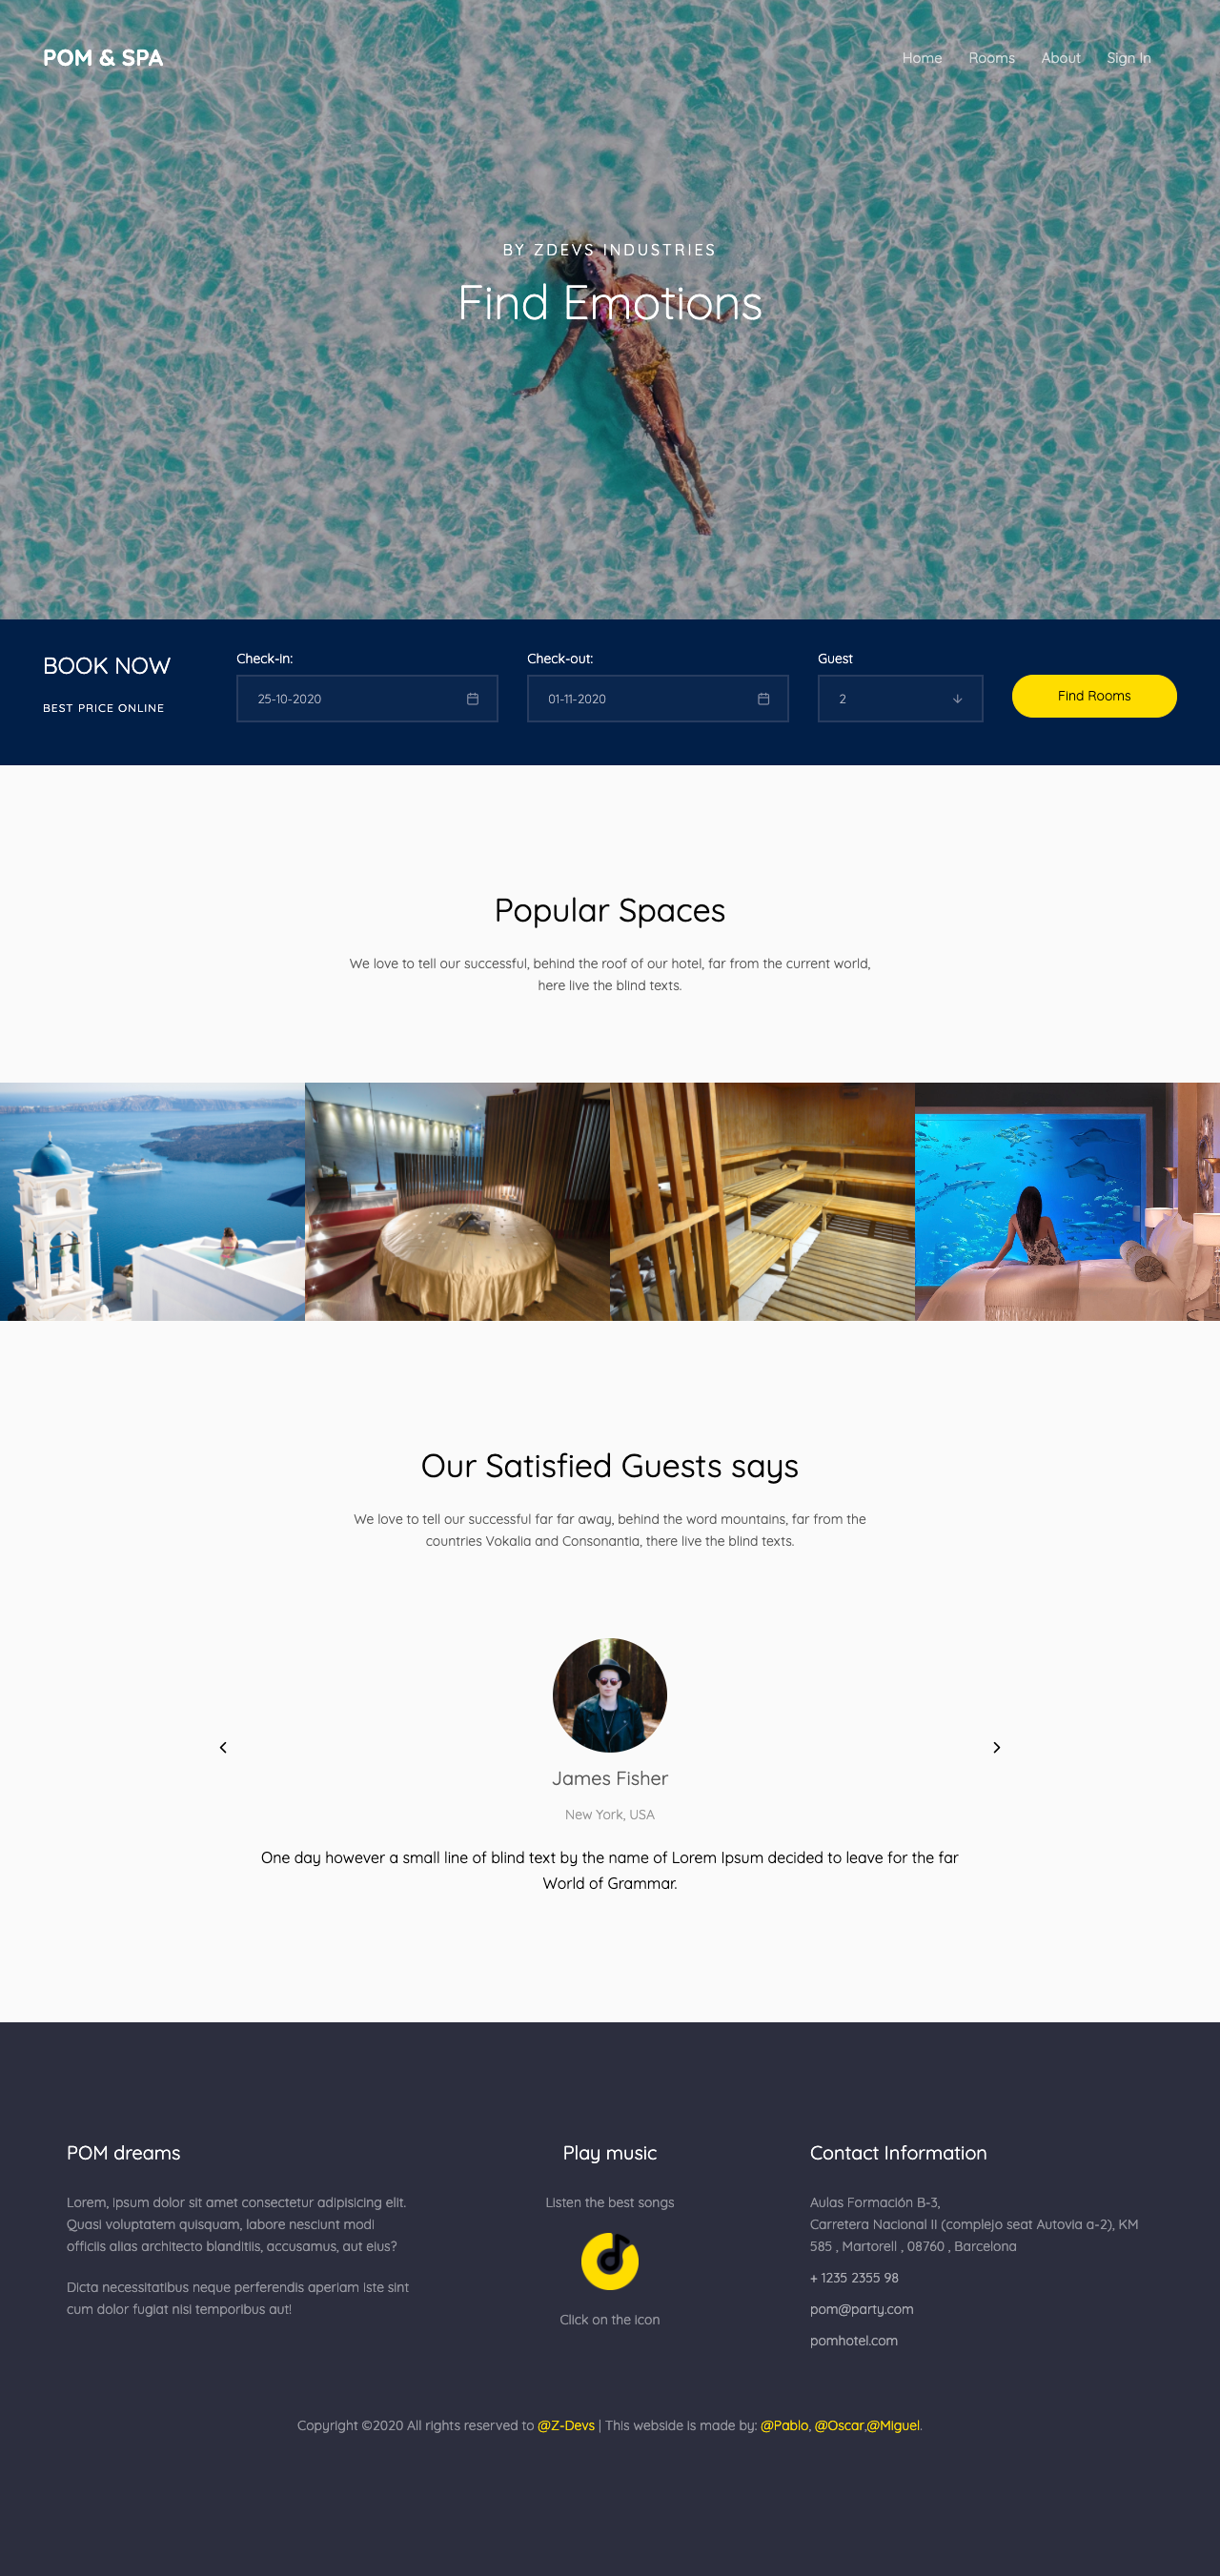 POM & SPA
Home Rooms About Sign In
BY ZDEVS INDUSTRIES
Find Emotions
BOOK NOW
BEST PRICE ONLINE
Check-in:
25-10-2020
Check-out:
01-11-2020
Guest
2
Find Rooms
Popular Spaces
We love to tell our successful, behind the roof of our hotel, far from the current world,
here live the blind texts.
Our Satisfied Guests says
We love to tell our successful far far away, behind the word mountains, far from the
countries Vokalia and Consonantia, there live the blind texts.
James Fisher
New York, USA
One day however a small line of blind text by the name of Lorem Ipsum decided to leave for the far
World of Grammar.
POM dreams
Lorem, ipsum dolor sit amet consectetur adipisicing elit.
Quasi voluptatem quisquam, labore nesciunt modi
officiis alias architecto blanditiis, accusamus, aut eius?
Dicta necessitatibus neque perferendis aperiam iste sint
cum dolor fugiat nisi temporibus aut!
Play music
Listen the best songs
Click on the icon
Contact Information
Aulas Formación B-3,
Carretera Nacional II (complejo seat Autovia a-2), KM
585 , Martorell , 08760 , Barcelona
+ 1235 2355 98
pom@party.com
pomhotel.com
Copyright ©2020 All rights reserved to @Z-Devs | This webside is made by: @Pablo, @Oscar,@Miguel.